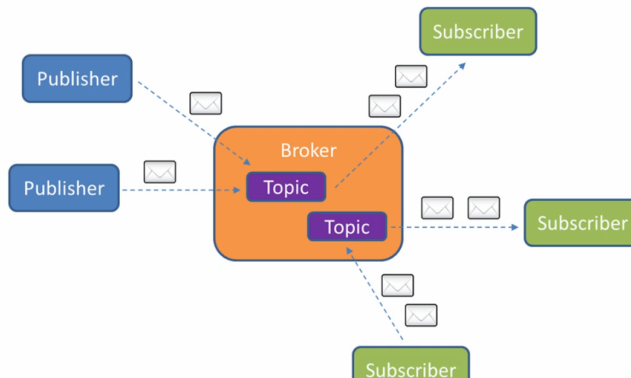 Subscriber
Publisher
Broker
Publisher
Topic
Topic
Subscriber
Subscriber